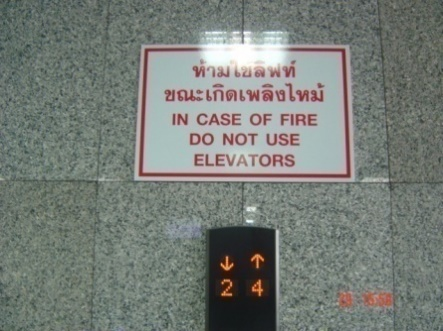 ห้ามใช้ลิฟท์
ขณะเกิดเพลิงไหม้
IN CASE OF FIRE
DO NOT USE
ELEVATORS
↓ ↑
2 4